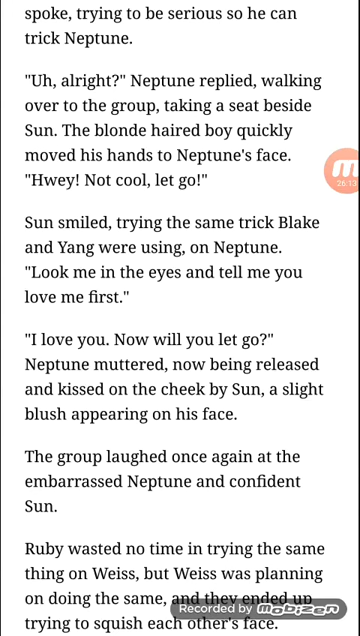 spoke, trying to be serious so he can
trick Neptune.
"Uh, alright?" Neptune replied, walking
over to the group, taking a seat beside
Sun. The blonde haired boy quickly
moved his hands to Neptune's face.
"Hwey! Not cool, let go!"
26:13
Sun smiled, trying the same trick Blake
and Yang were using, on Neptune.
"Look me in the eyes and tell me you
love me first."
"I love you. Now will you let go?"
Neptune muttered, now being released
and kissed on the cheek by Sun, a slight
blush appearing on his face.
The group laughed once again at the
embarrassed Neptune and confident
Sun.
Ruby wasted no time in trying the same
thing on Weiss, but Weiss was planning
on doing the same, and they ended up
Recorded by mobizen
trying to squish each other's face.